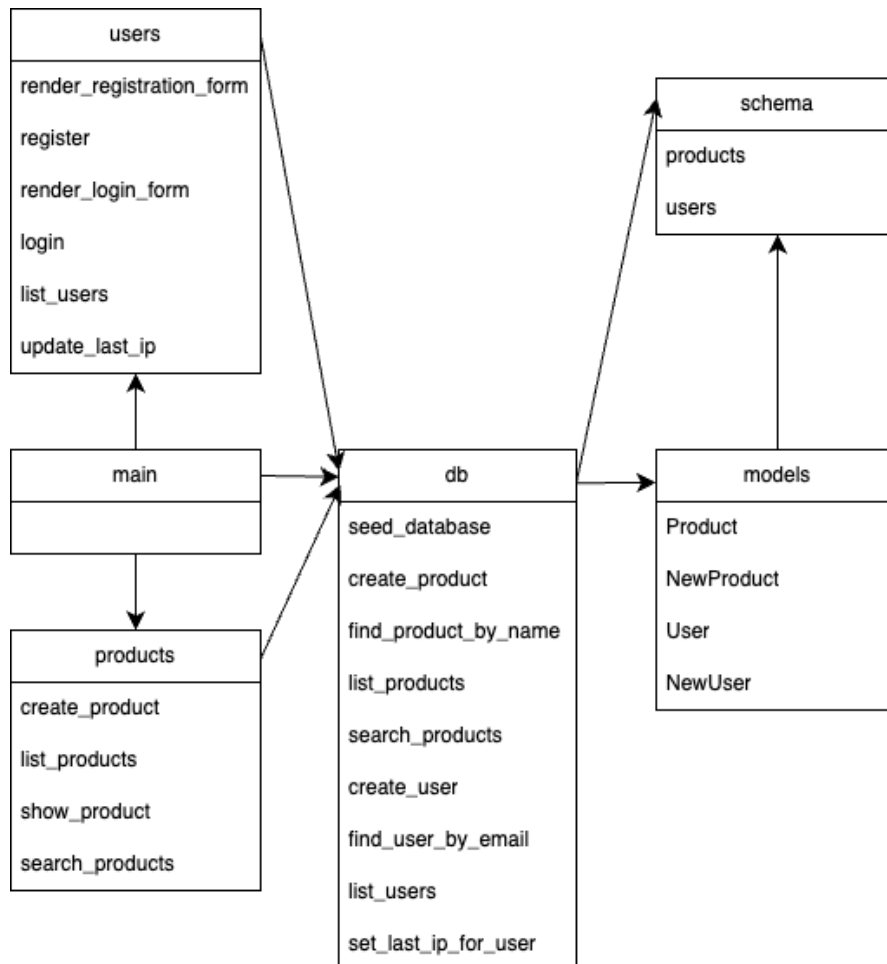 users
render_registration_form
register
render_login_form
login
list_users
update_last_ip
main
products
create_product
list_products
show_product
search_products
db
seed_database
create_product
find_product_by_name
list_products
search_products
create_user
find_user_by_email
list_users
set_last_ip_for_user
schema
products
users
models
Product
NewProduct
User
NewUser